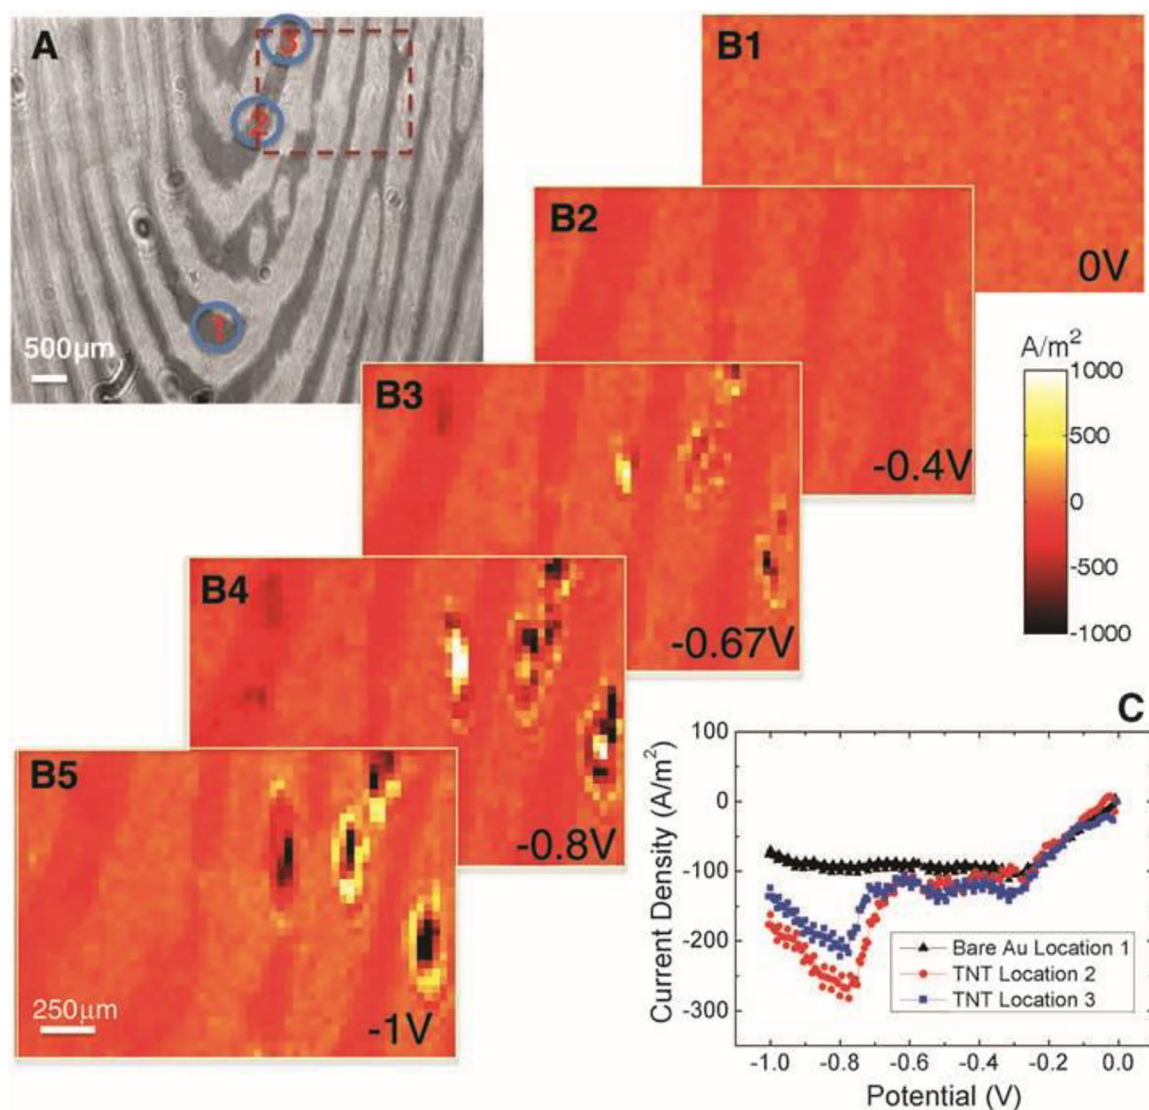 A
3
2
1
500µm
B1
0V
B2
-0.4V
A/m²
1000
500
0
-500
-1000
B3
-0.67V
B4
-0.8V
B5
250µm
-1V
C
100
0
-100
-200
-300
Current Density (A/m²)
Bare Au Location 1
TNT Location 2
TNT Location 3
-1.0 -0.8 -0.6 -0.4 -0.2 0.0
Potential (V)